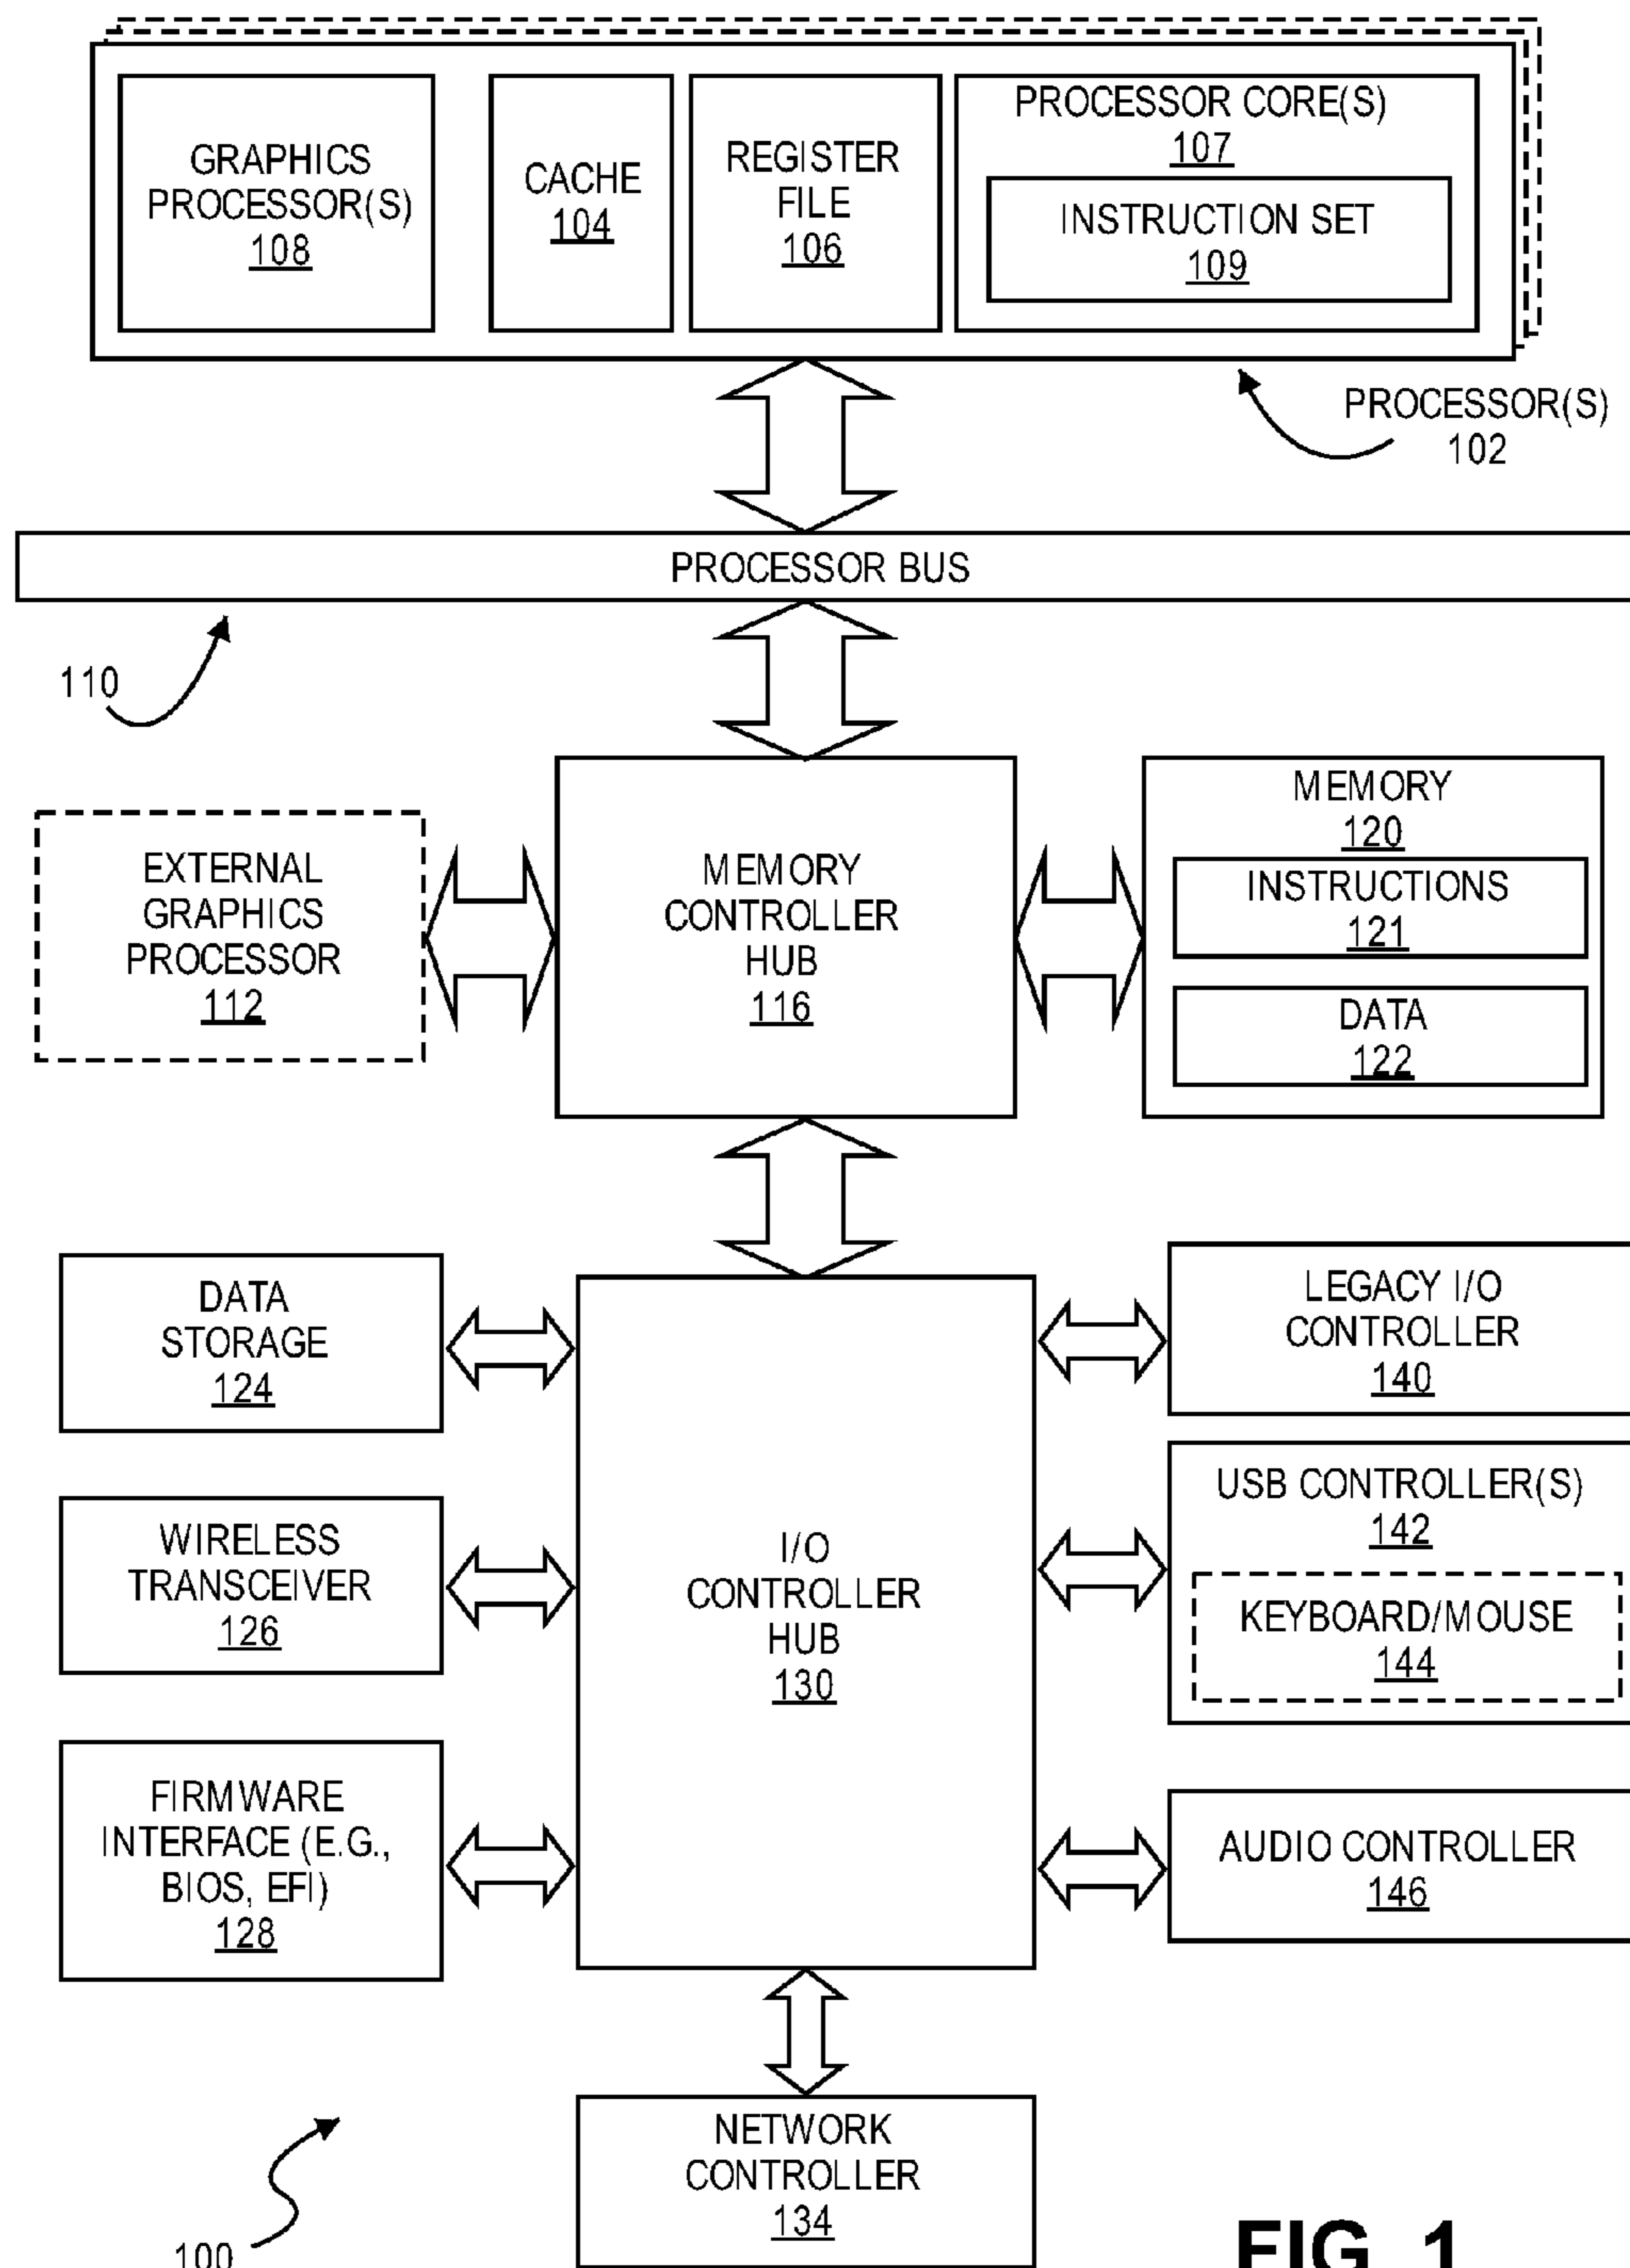 GRAPHICS
PROCESSOR(S)
108
CACHE
104
REGISTER
FILE
106
PROCESSOR CORE(S)
107
INSTRUCTION SET
109
PROCESSOR(S)
102
PROCESSOR BUS
110
EXTERNAL
GRAPHICS
PROCESSOR
112
MEMORY
CONTROLLER
HUB
116
MEMORY
120
INSTRUCTIONS
121
DATA
122
DATA
STORAGE
124
WIRELESS
TRANSCEIVER
126
FIRMWARE
INTERFACE (E.G.,
BIOS, EFI)
128
I/O
CONTROLLER
HUB
130
LEGACY I/O
CONTROLLER
140
USB CONTROLLER(S)
142
KEYBOARD/MOUSE
144
AUDIO CONTROLLER
146
NETWORK
CONTROLLER
134
100
FIG. 1